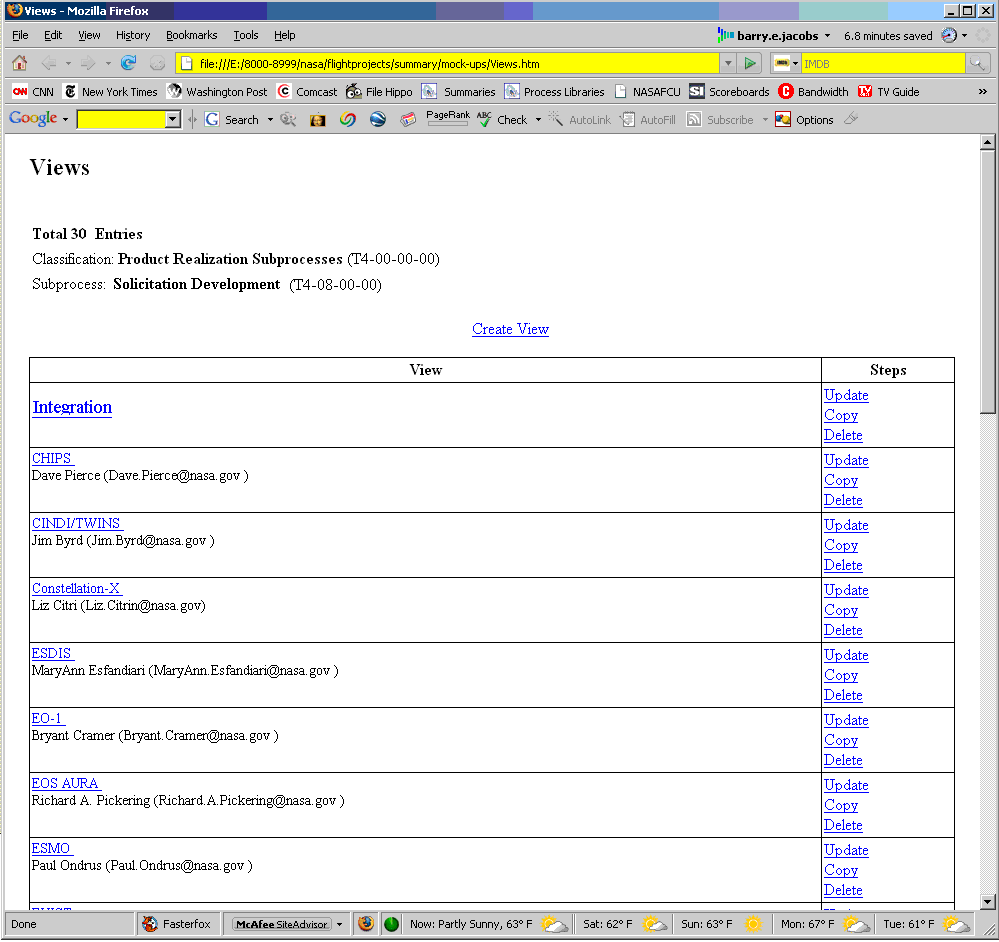 Views - Mozilla Firefox
File Edit View History Bookmarks Tools Help
barry.e.jacobs 6.8 minutes saved
file:///E:/8000-8999/nasa/flightprojects/summary/mock-ups/Views.htm
IMDB
CNN New York Times Washington Post Comcast File Hippo Summaries Process Libraries NASAFCU Scoreboards Bandwidth TV Guide »
Google Search PageRank Check AutoLink AutoFill Subscribe Options
Views
Total 30 Entries
Classification: Product Realization Subprocesses (T4-00-00-00)
Subprocess: Solicitation Development (T4-08-00-00)
Create View
View Steps
Integration
Update
Copy
Delete
CHIPS
Dave Pierce (Dave.Pierce@nasa.gov )
Update
Copy
Delete
CINDI/TWINS
Jim Byrd (Jim.Byrd@nasa.gov )
Update
Copy
Delete
Constellation-X
Liz Citri (Liz.Citrin@nasa.gov)
Update
Copy
Delete
ESDIS
MaryAnn Esfandiari (MaryAnn.Esfandiari@nasa.gov )
Update
Copy
Delete
EO-1
Bryant Cramer (Bryant.Cramer@nasa.gov )
Update
Copy
Delete
EOS AURA
Richard A. Pickering (Richard.A.Pickering@nasa.gov )
Update
Copy
Delete
ESMO
Paul Ondrus (Paul.Ondrus@nasa.gov )
Update
Copy
Delete
Done Fasterfox McAfee SiteAdvisor Now: Partly Sunny, 63° F Sat: 62° F Sun: 63° F Mon: 67° F Tue: 61° F